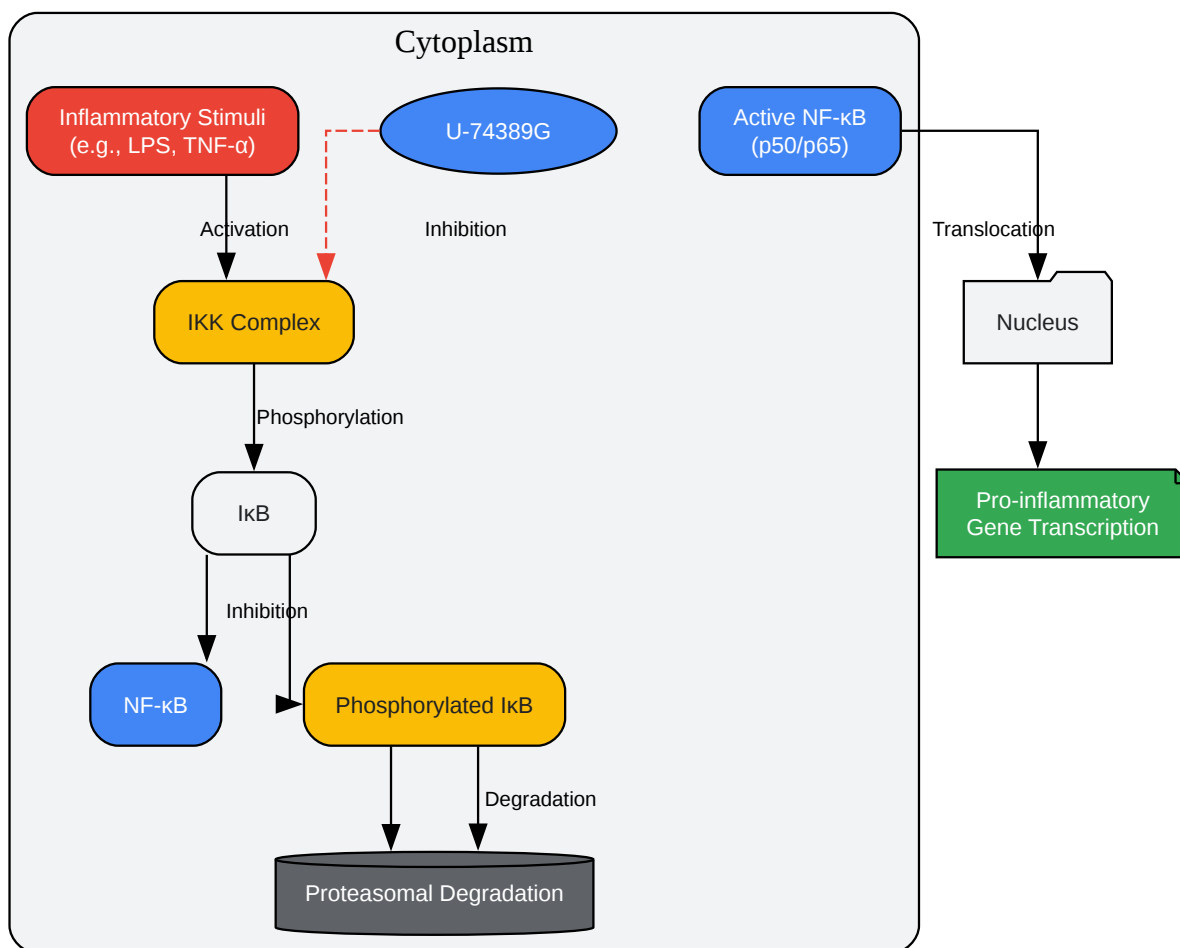 Cytoplasm
Inflammatory Stimuli
(e.g., LPS, TNF-α)
U-74389G
Active NF-κB
(p50/p65)
Activation
Inhibition
Translocation
IKK Complex
Nucleus
Phosphorylation
IκB
Pro-inflammatory
Gene Transcription
Inhibition
NF-κB
Phosphorylated IκB
Degradation
Proteasomal Degradation